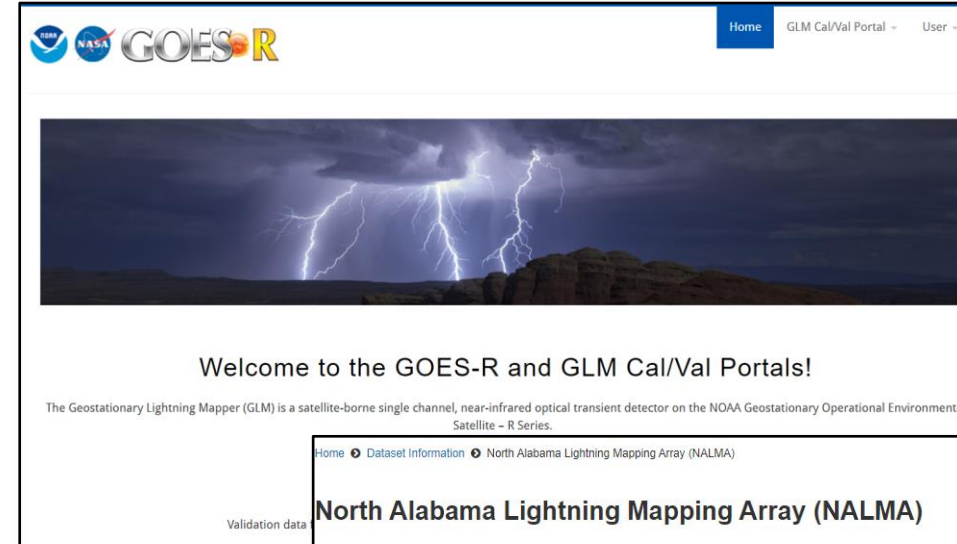 NOAA NASA GOES-R
Home GLM Cal/Val Portal User
Welcome to the GOES-R and GLM Cal/Val Portals!
The Geostationary Lightning Mapper (GLM) is a satellite-borne single channel, near-infrared optical transient detector on the NOAA Geostationary Operational Environment
Satellite – R Series.
Home Dataset Information North Alabama Lightning Mapping Array (NALMA)
Validation data
North Alabama Lightning Mapping Array (NALMA)